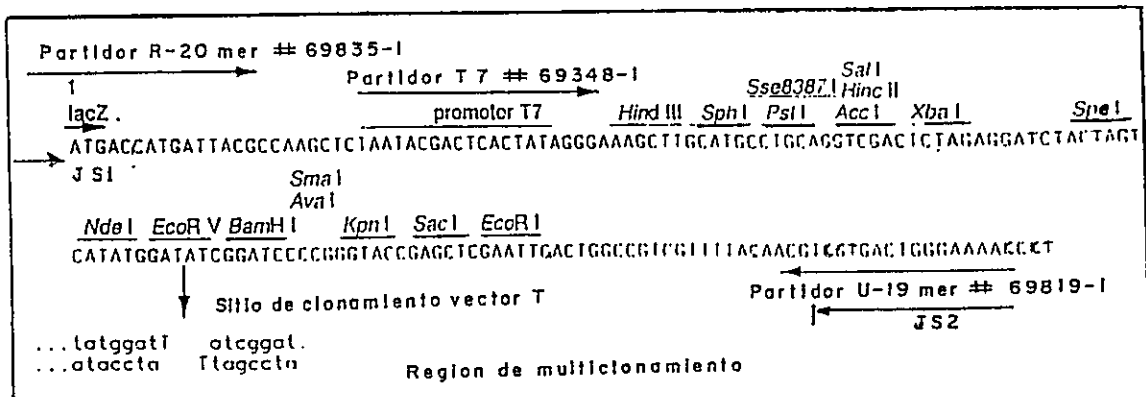 Partidor R-20 mer # 69835-1
1
Partidor T7 # 69348-1
Sal I
Sse8387 I Hinc II
lacZ promotor T7 Hind III Sph I Pst I Acc I Xba I Spe I
ATGACCATGATTACGCCAAGCTCTAATACGACTCACTATAGGGAAAGCTTGCATGCCTGCAGGTCGACTCTAGAGGATCTACTAGT
JS1
Sma I
Ava I
Nde I EcoR V BamH I Kpn I Sac I EcoR I
CATATGGATATCGGATCCCCGGGTACCGAGCTCGAATTGACTGGCCGTCGTTTTACAACGTCGTGACTGGGAAAACCCT
Sitio de clonamiento vector T
Partidor U-19 mer # 69819-1
JS2
...tatggatT atcggat.
...ataccta Ttagccta
Region de multiclonamiento